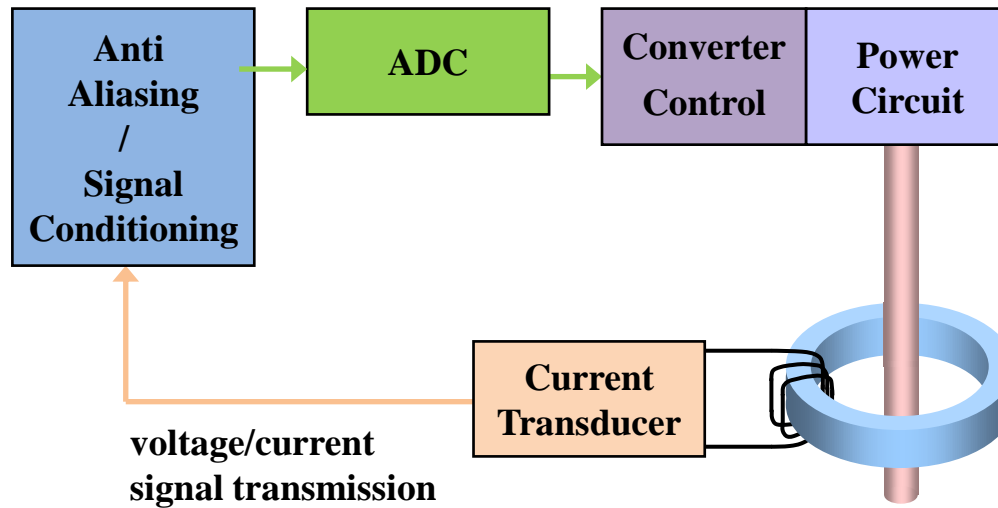 Anti
Aliasing
/
Signal
Conditioning
ADC
Converter
Control
Power
Circuit
Current
Transducer
voltage/current
signal transmission